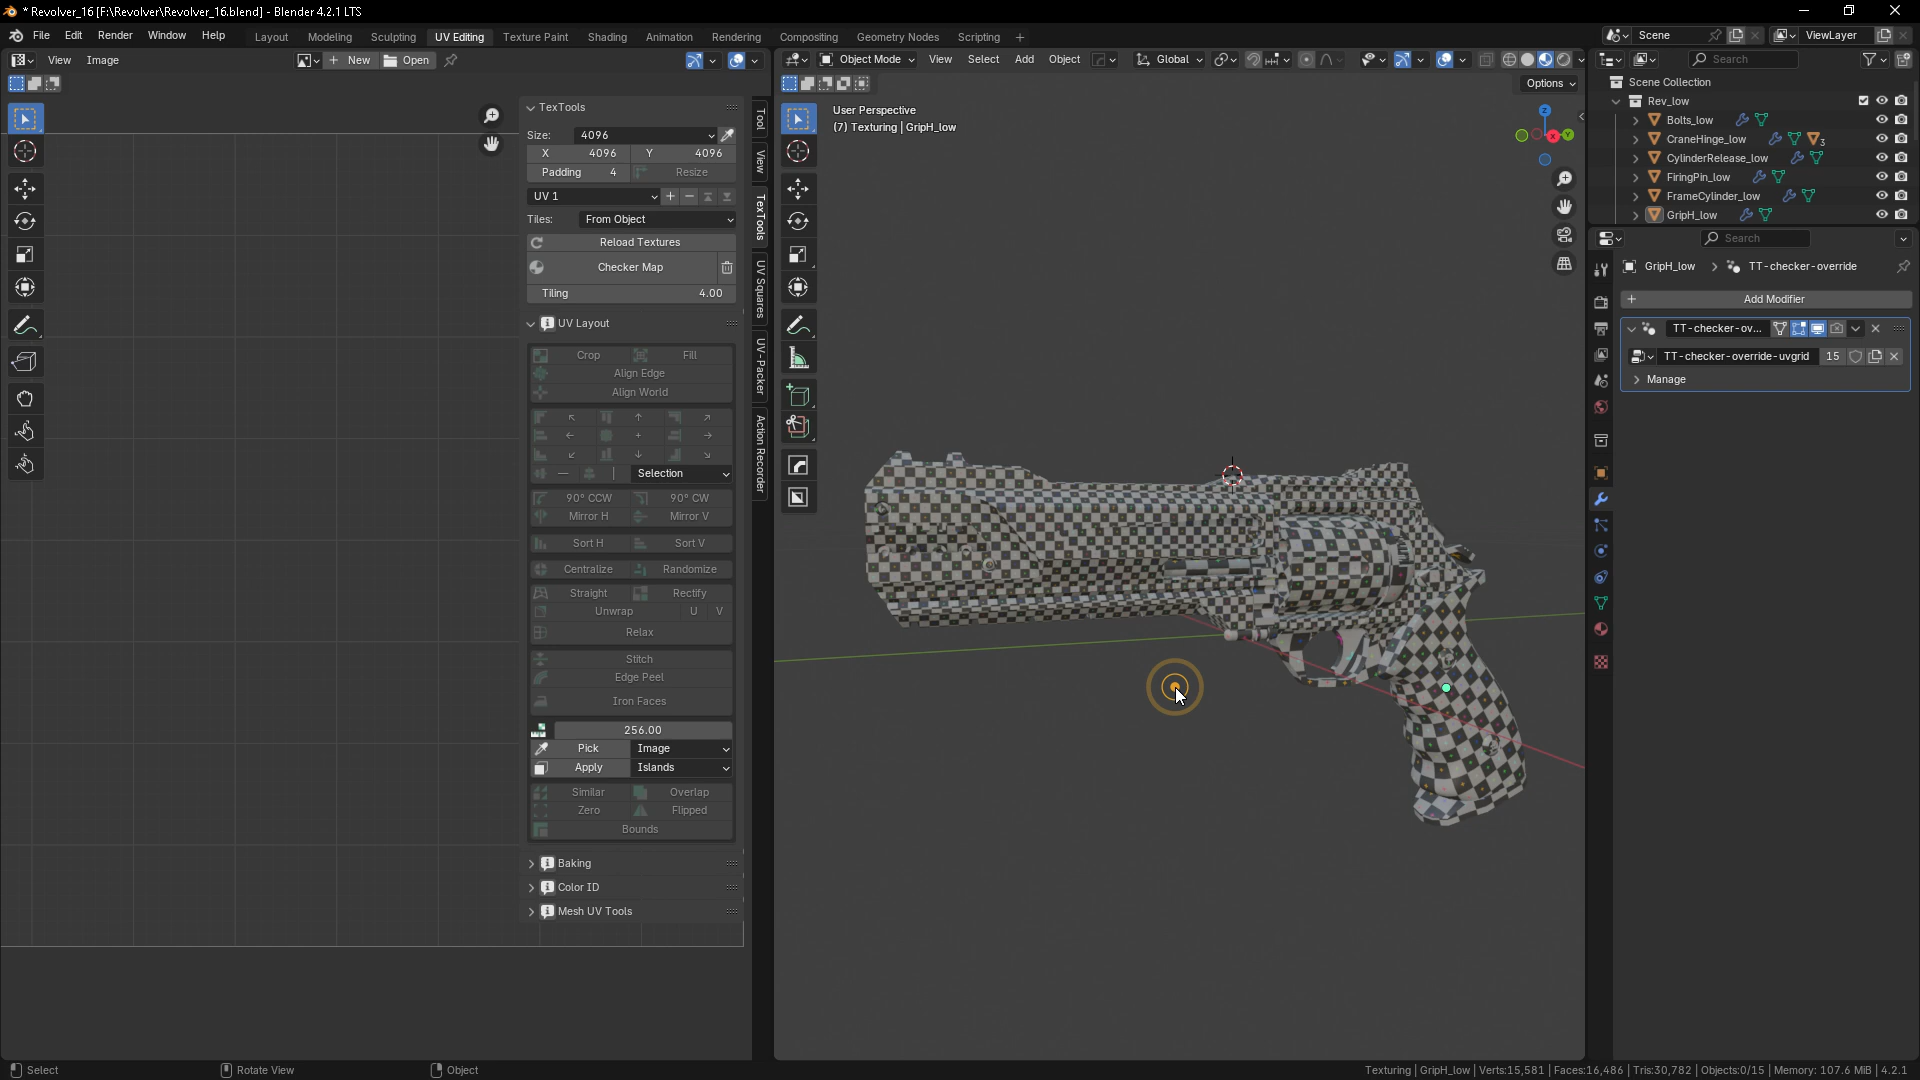 * Revolver_16 [F:\Revolver\Revolver_16.blend] - Blender 4.2.1 LTS
File Edit Render Window Help Layout Modeling Sculpting UV Editing Texture Paint Shading Animation Rendering Compositing Geometry Nodes Scripting + Scene ViewLayer
View Image + New Open Object Mode View Select Add Object Global Search
Options
Scene Collection
Rev_low
Bolts_low
CraneHinge_low 3
CylinderRelease_low
FiringPin_low
FrameCylinder_low
GripH_low
User Perspective
(7) Texturing | GripH_low
Z
X
Y
Search
GripH_low > TT-checker-override
+ Add Modifier
TT-checker-ov...
TT-checker-override-uvgrid 15
Manage
TexTools
Size: 4096
X 4096 Y 4096
Padding 4 Resize
UV 1
Tiles: From Object
Reload Textures
Checker Map
Tiling 4.00
UV Layout
Crop Fill
Align Edge
Align World
Selection
90° CCW 90° CW
Mirror H Mirror V
Sort H Sort V
Centralize Randomize
Straight Rectify
Unwrap U V
Relax
Stitch
Edge Peel
Iron Faces
256.00
Pick Image
Apply Islands
Similar Overlap
Zero Flipped
Bounds
Baking
Color ID
Mesh UV Tools
Tool
View
TexTools
UV Squares
UV-Packer
Action Recorder
Select Rotate View Object Texturing | GripH_low | Verts:15,581 | Faces:16,486 | Tris:30,782 | Objects:0/15 | Memory: 107.6 MiB | 4.2.1